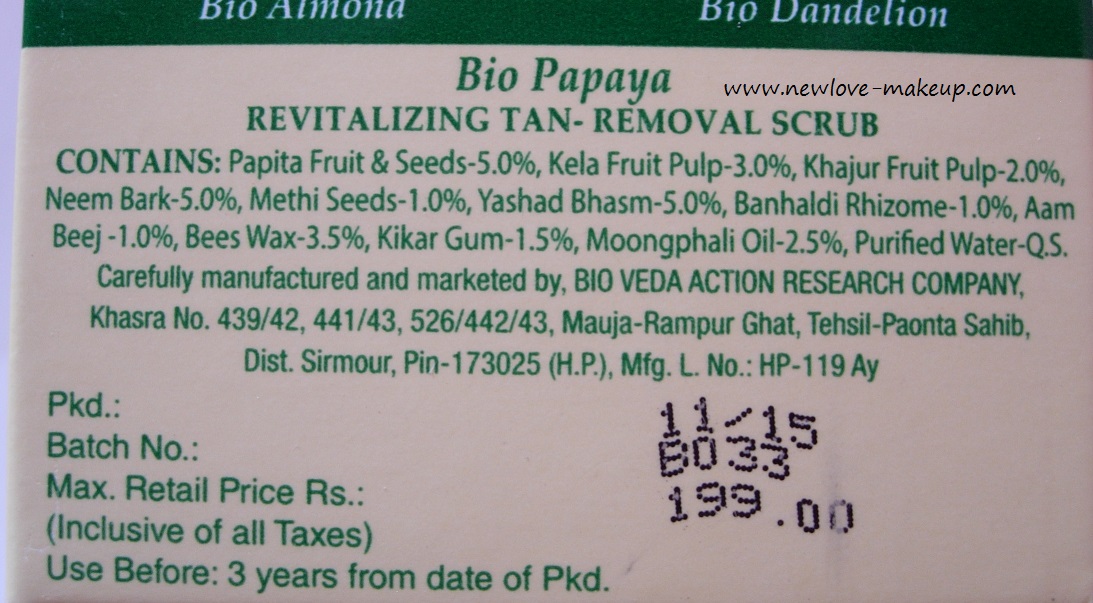 Bio Almond
Bio Dandelion
Bio Papaya
www.newlove-makeup.com
REVITALIZING TAN- REMOVAL SCRUB
CONTAINS: Papita Fruit & Seeds-5.0%, Kela Fruit Pulp-3.0%, Khajur Fruit Pulp-2.0%,
Neem Bark-5.0%, Methi Seeds-1.0%, Yashad Bhasm-5.0%, Banhaldi Rhizome-1.0%, Aam
Beej -1.0%, Bees Wax-3.5%, Kikar Gum-1.5%, Moongphali Oil-2.5%, Purified Water-Q.S.
Carefully manufactured and marketed by, BIO VEDA ACTION RESEARCH COMPANY,
Khasra No. 439/42, 441/43, 526/442/43, Mauja-Rampur Ghat, Tehsil-Paonta Sahib,
Dist. Sirmour, Pin-173025 (H.P.), Mfg. L. No.: HP-119 Ay
Pkd.: 11/15
Batch No.: B033
Max. Retail Price Rs.: 199.00
(Inclusive of all Taxes)
Use Before: 3 years from date of Pkd.